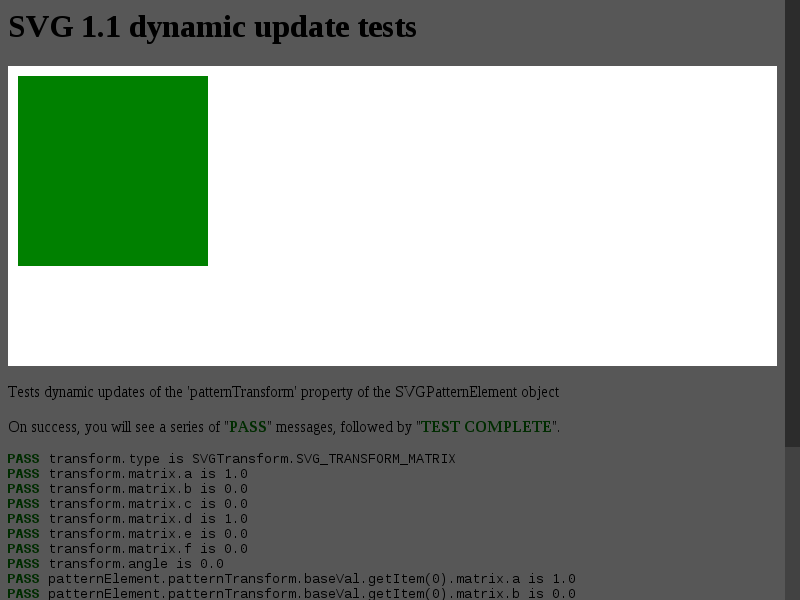 SVG 1.1 dynamic update tests
Tests dynamic updates of the 'patternTransform' property of the SVGPatternElement object
On success, you will see a series of "PASS" messages, followed by "TEST COMPLETE".
PASS transform.type is SVGTransform.SVG_TRANSFORM_MATRIX
PASS transform.matrix.a is 1.0
PASS transform.matrix.b is 0.0
PASS transform.matrix.c is 0.0
PASS transform.matrix.d is 1.0
PASS transform.matrix.e is 0.0
PASS transform.matrix.f is 0.0
PASS transform.angle is 0.0
PASS patternElement.patternTransform.baseVal.getItem(0).matrix.a is 1.0
PASS patternElement.patternTransform.baseVal.getItem(0).matrix.b is 0.0